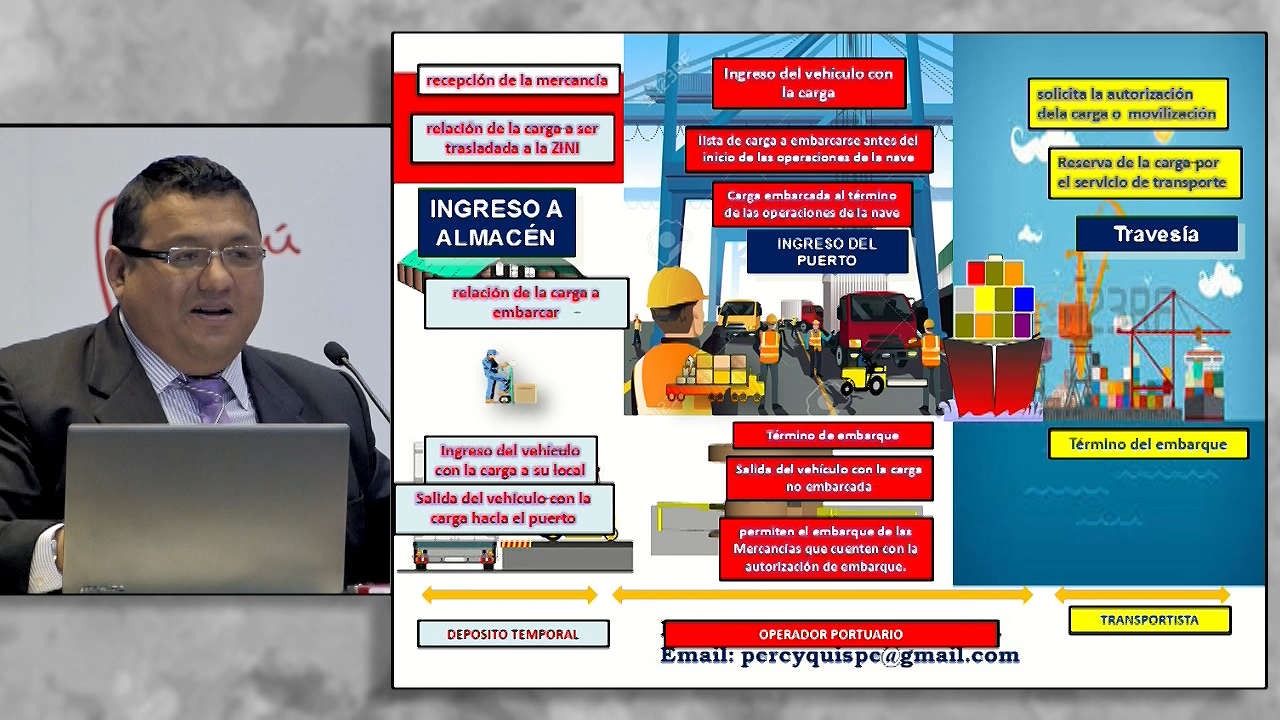 recepción de la mercancía
relación de la carga a ser
trasladada a la ZINI
INGRESO A
ALMACÉN
relación de la carga a
embarcar
Ingreso del vehículo
con la carga a su local
Salida del vehículo con la
carga hacia el puerto
DEPOSITO TEMPORAL
Ingreso del vehículo con
la carga
lista de carga a embarcarse antes del
inicio de las operaciones de la nave
Carga embarcada al término
de las operaciones de la nave
INGRESO DEL
PUERTO
Término de embarque
Salida del vehículo con la carga
no embarcada
permiten el embarque de las
Mercancías que cuenten con la
autorización de embarque.
OPERADOR PORTUARIO
Email: percyquispe@gmail.com
solicita la autorización
dela carga o movilización
Reserva de la carga por
el servicio de transporte
Travesía
Término del embarque
TRANSPORTISTA